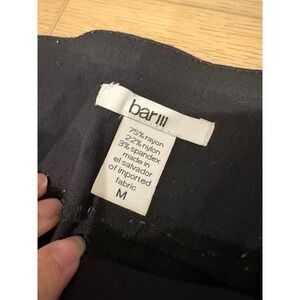 bar III
75% rayon
22% nylon
3% spandex
made in
el salvador
of imported
fabric
M